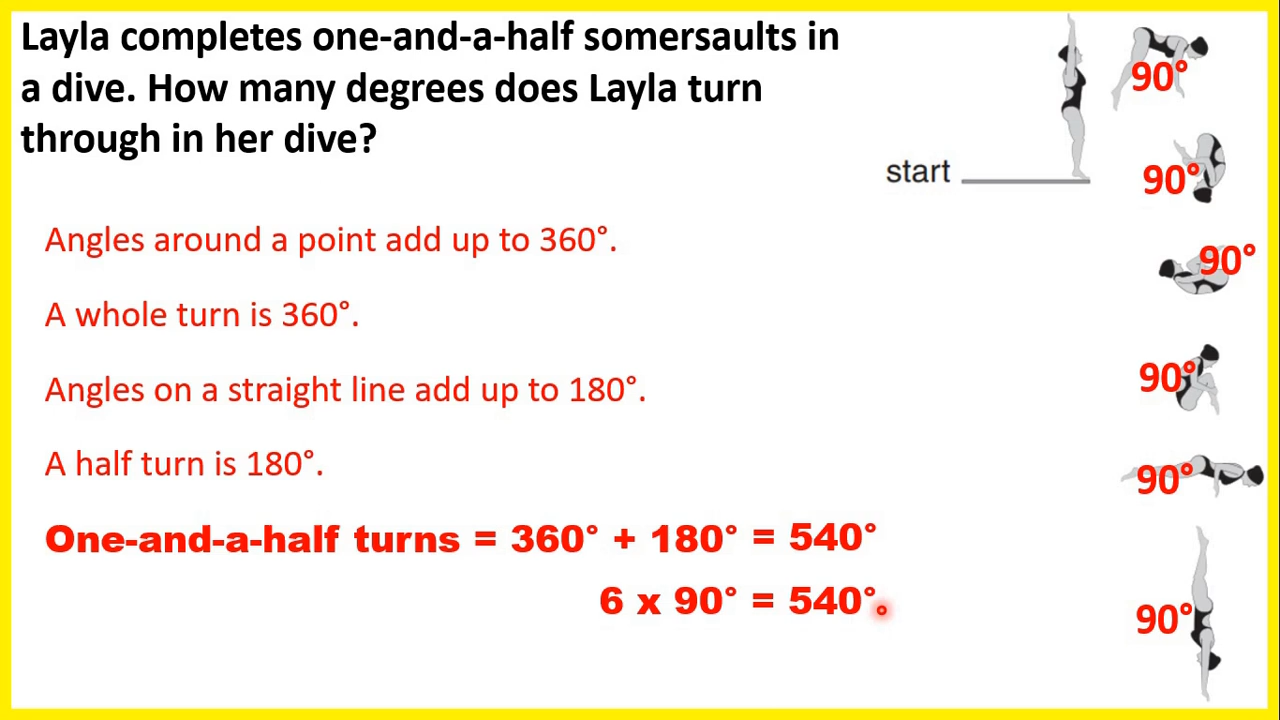 Layla completes one-and-a-half somersaults in
a dive. How many degrees does Layla turn
through in her dive?
start
90°
90°
90°
90°
90°
90°
Angles around a point add up to 360°.
A whole turn is 360°.
Angles on a straight line add up to 180°.
A half turn is 180°.
One-and-a-half turns = 360° + 180° = 540°
6 x 90° = 540°.